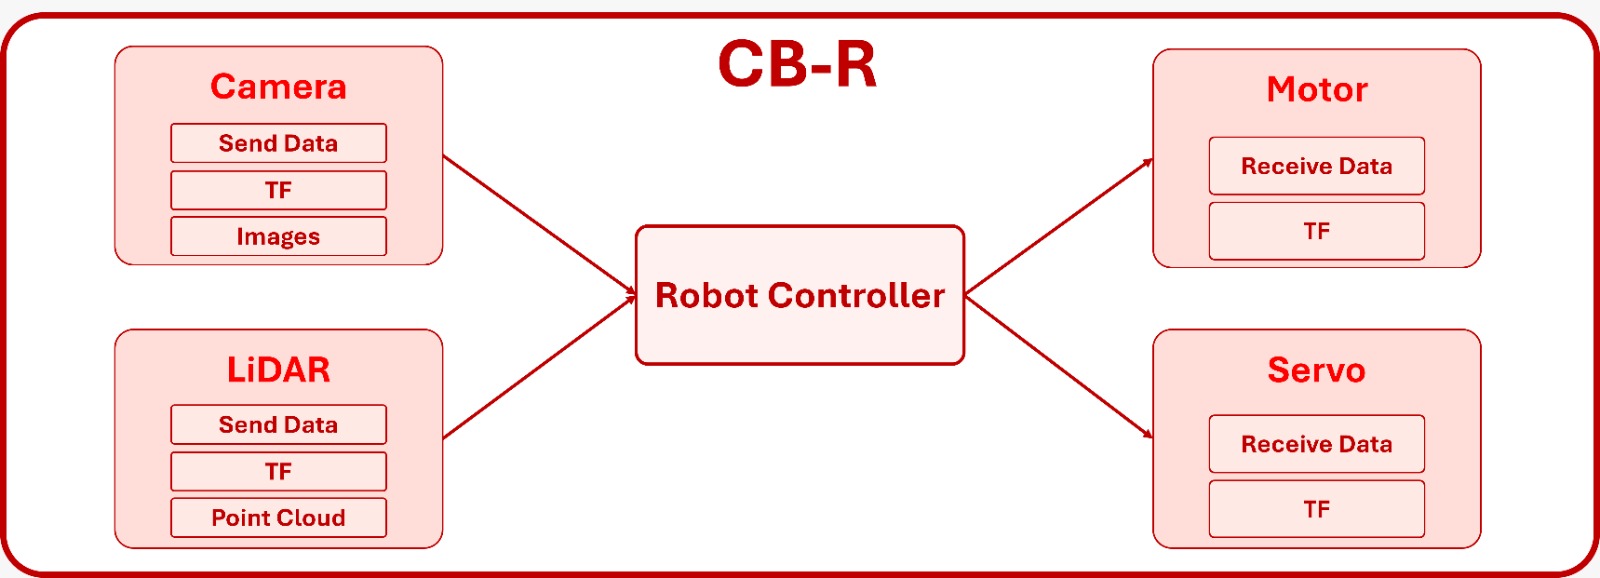 CB-R
Camera
Send Data
TF
Images
LiDAR
Send Data
TF
Point Cloud
Robot Controller
Motor
Receive Data
TF
Servo
Receive Data
TF